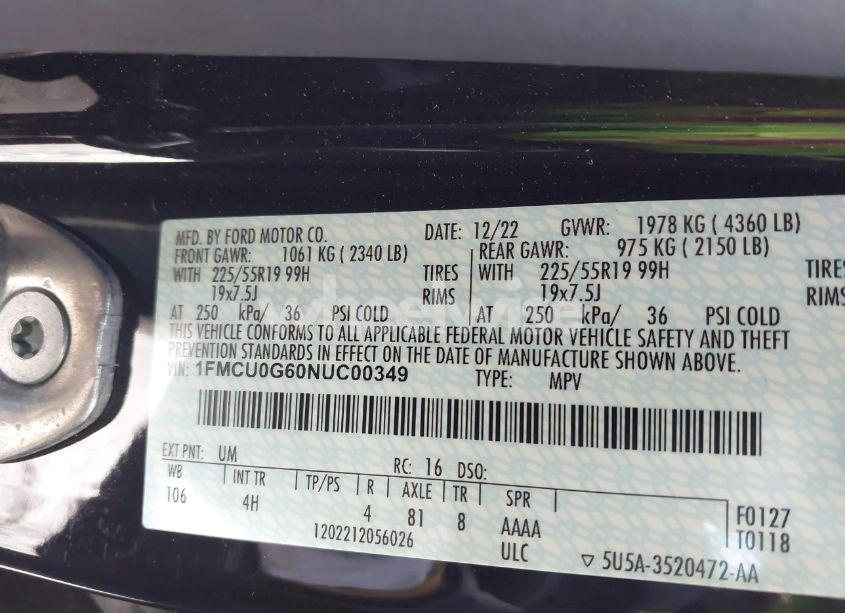 MFD. BY FORD MOTOR CO. DATE: 12/22 GVWR: 1978 KG ( 4360 LB)
FRONT GAWR: 1061 KG ( 2340 LB) REAR GAWR: 975 KG ( 2150 LB)
WITH 225/55R19 99H TIRES WITH 225/55R19 99H TIRES
19x7.5J RIMS 19x7.5J RIMS
AT 250 kPa/ 36 PSI COLD AT 250 kPa/ 36 PSI COLD
THIS VEHICLE CONFORMS TO ALL APPLICABLE FEDERAL MOTOR VEHICLE SAFETY AND THEFT
PREVENTION STANDARDS IN EFFECT ON THE DATE OF MANUFACTURE SHOWN ABOVE.
VIN: 1FMCU0G60NUC00349 TYPE: MPV
EXT PNT: UM RC: 16 DSO:
WB INT TR TP/PS R AXLE TR SPR
106 4H 4 81 8 AAAA F0127
1202212056026 ULC T0118
5U5A-3520472-AA